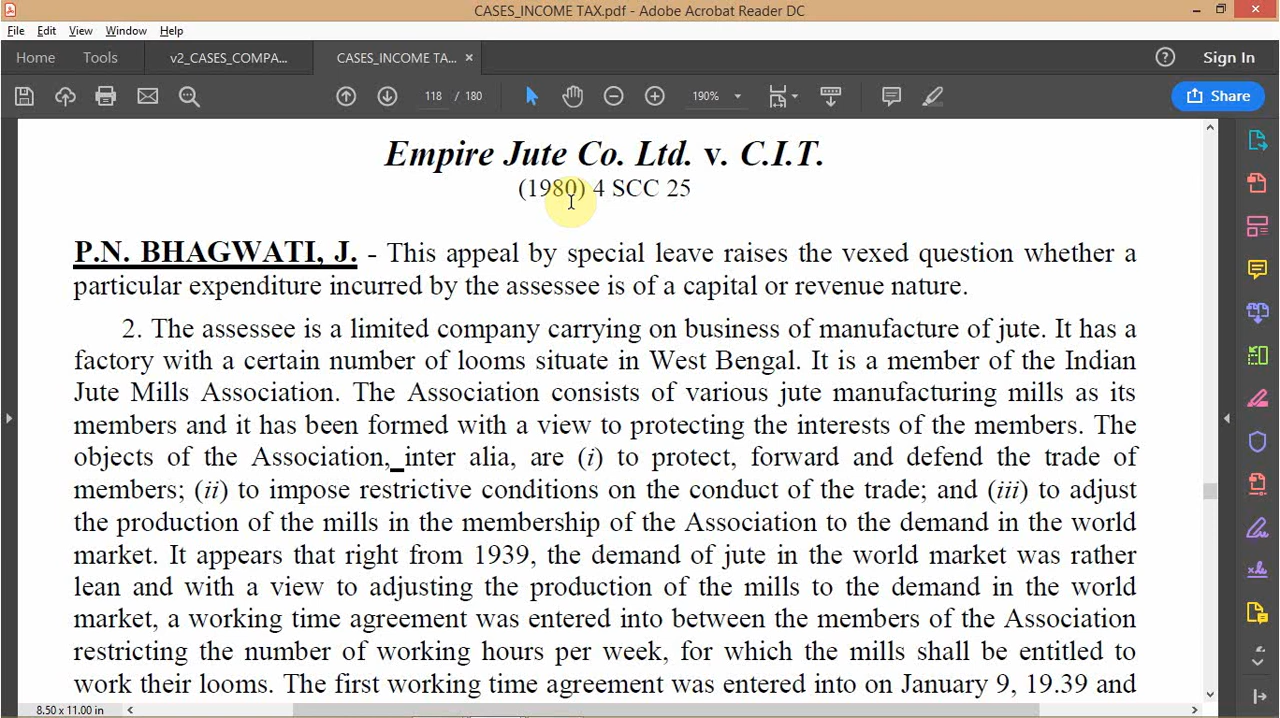 CASES_INCOME TAX.pdf - Adobe Acrobat Reader DC
File Edit View Window Help
Home Tools v2_CASES_COMPA... CASES_INCOME TA... × Sign In
118 / 180 190% Share
Empire Jute Co. Ltd. v. C.I.T.
(1980) 4 SCC 25
P.N. BHAGWATI, J. - This appeal by special leave raises the vexed question whether a
particular expenditure incurred by the assessee is of a capital or revenue nature.
2. The assessee is a limited company carrying on business of manufacture of jute. It has a
factory with a certain number of looms situate in West Bengal. It is a member of the Indian
Jute Mills Association. The Association consists of various jute manufacturing mills as its
members and it has been formed with a view to protecting the interests of the members. The
objects of the Association,_inter alia, are (i) to protect, forward and defend the trade of
members; (ii) to impose restrictive conditions on the conduct of the trade; and (iii) to adjust
the production of the mills in the membership of the Association to the demand in the world
market. It appears that right from 1939, the demand of jute in the world market was rather
lean and with a view to adjusting the production of the mills to the demand in the world
market, a working time agreement was entered into between the members of the Association
restricting the number of working hours per week, for which the mills shall be entitled to
work their looms. The first working time agreement was entered into on January 9, 19.39 and
8.50 x 11.00 in